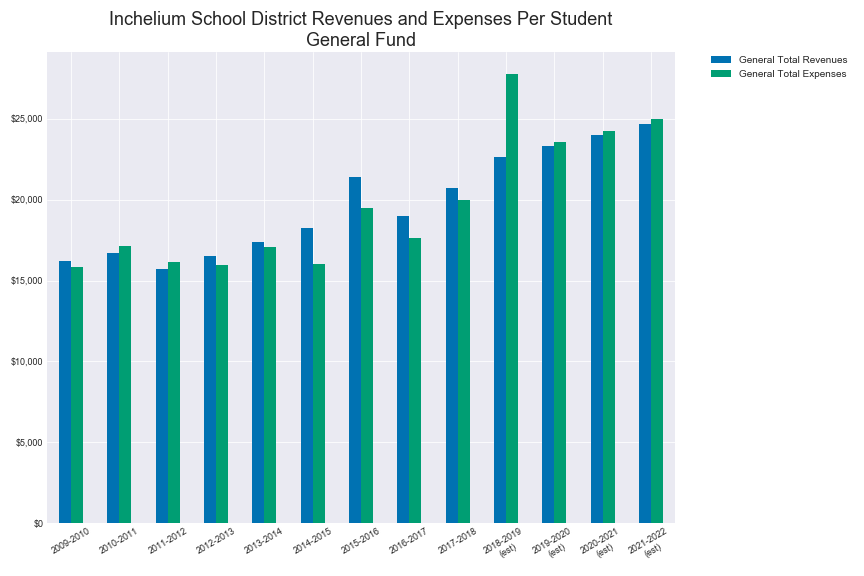 Inchelium School District Revenues and Expenses Per Student
General Fund
General Total Revenues
General Total Expenses
$25,000
$20,000
$15,000
$10,000
$5,000
$0
2009-2010
2010-2011
2011-2012
2012-2013
2013-2014
2014-2015
2015-2016
2016-2017
2017-2018
2018-2019
(est)
2019-2020
(est)
2020-2021
(est)
2021-2022
(est)